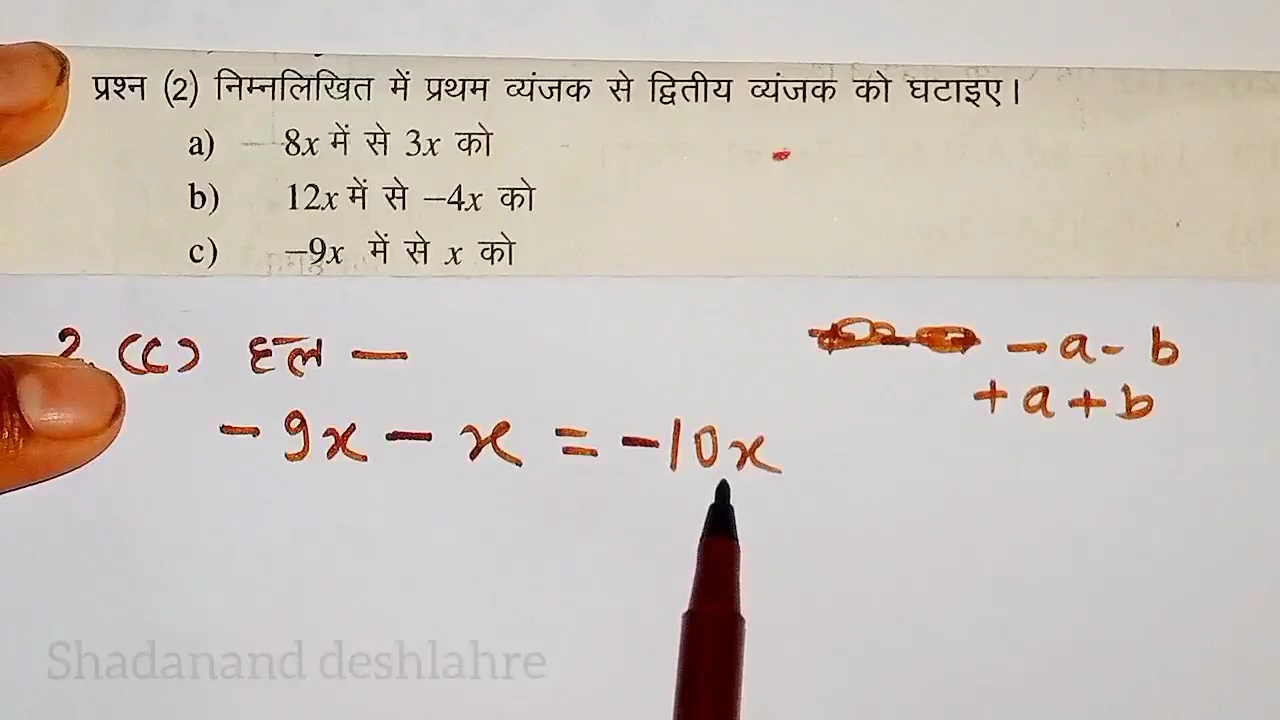 प्रश्न (2) निम्नलिखित में प्रथम व्यंजक से द्वितीय व्यंजक को घटाइए।
a) 8x में से 3x को
b) 12x में से –4x को
c) –9x में से x को
2. (c) हल —
- 9x - x = -10x
- a - b
+ a + b
Shadanand deshlahre